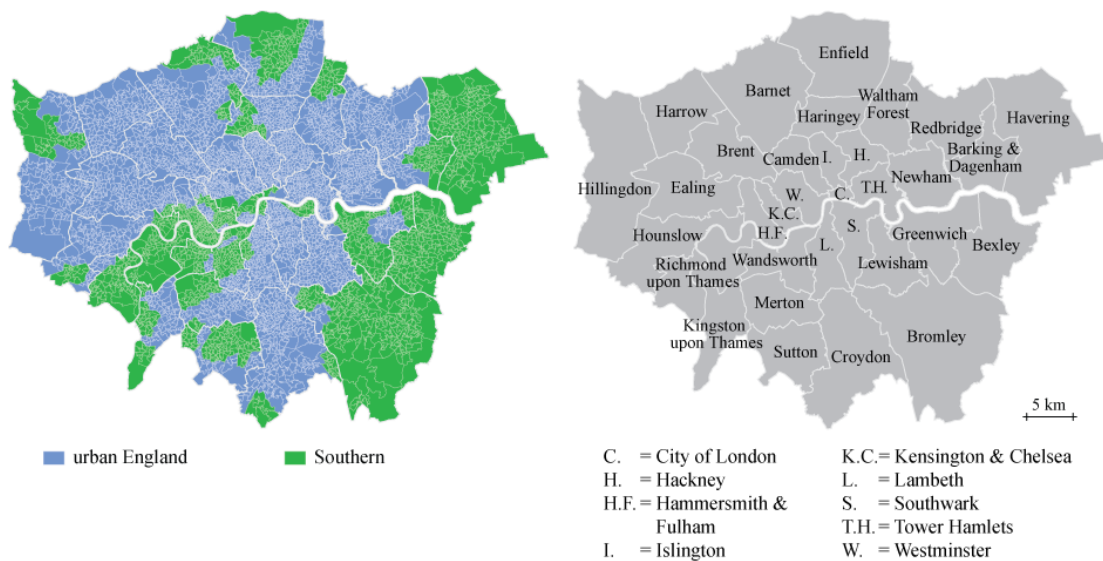 Enfield
Barnet
Harrow
Haringey
Waltham
Forest
Redbridge
Havering
Brent
Camden
I.
H.
Barking &
Dagenham
Hillingdon
Ealing
W.
C.
T.H.
Newham
K.C.
H.F.
S.
Hounslow
Greenwich
Bexley
Richmond
upon Thames
Wandsworth
L.
Lewisham
Merton
Kingston
upon Thames
Sutton
Croydon
Bromley
5 km
urban England
Southern
C. = City of London
H. = Hackney
H.F. = Hammersmith &
Fulham
I. = Islington
K.C. = Kensington & Chelsea
L. = Lambeth
S. = Southwark
T.H. = Tower Hamlets
W. = Westminster